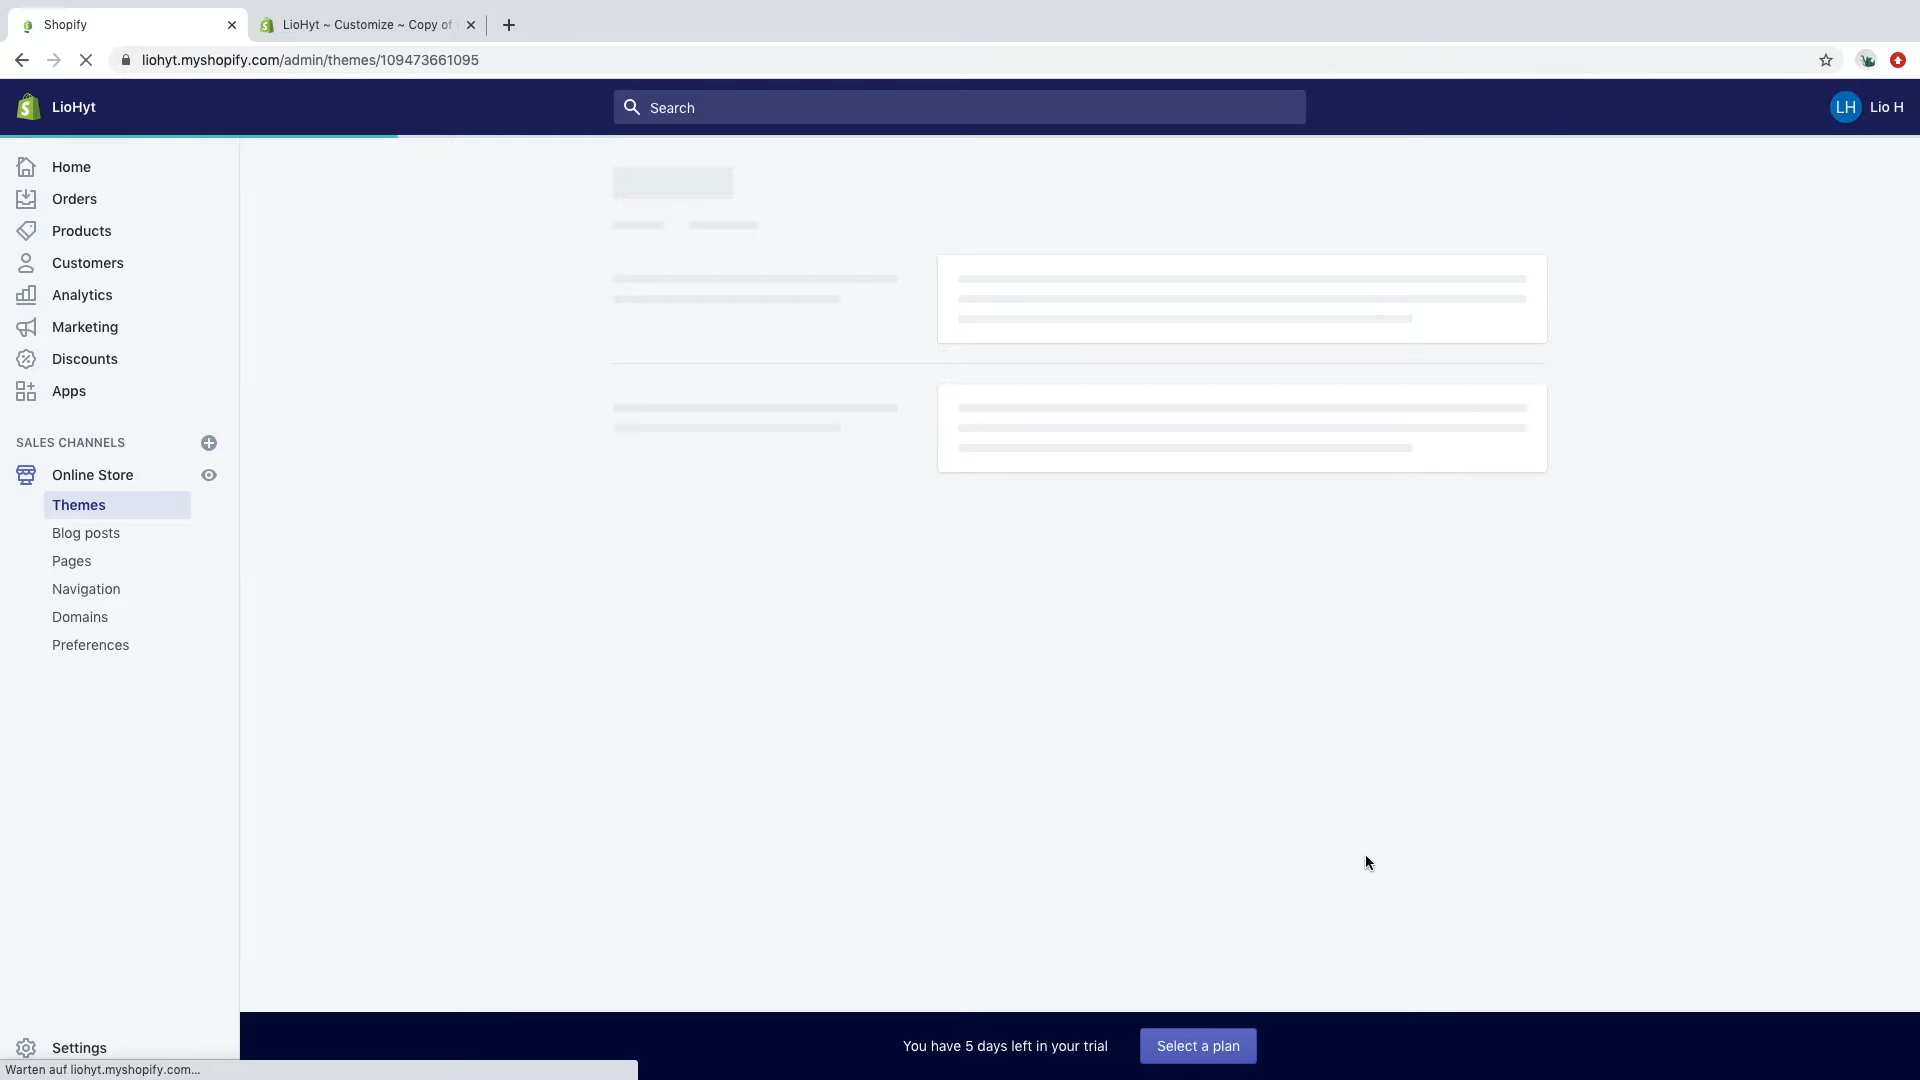 Shopify
LioHyt ~ Customize ~ Copy of
liohyt.myshopify.com/admin/themes/109473661095
LioHyt
Search
LH
Lio H
Home
Orders
Products
Customers
Analytics
Marketing
Discounts
Apps
SALES CHANNELS
Online Store
Themes
Blog posts
Pages
Navigation
Domains
Preferences
Settings
You have 5 days left in your trial
Select a plan
Warten auf liohyt.myshopify.com...